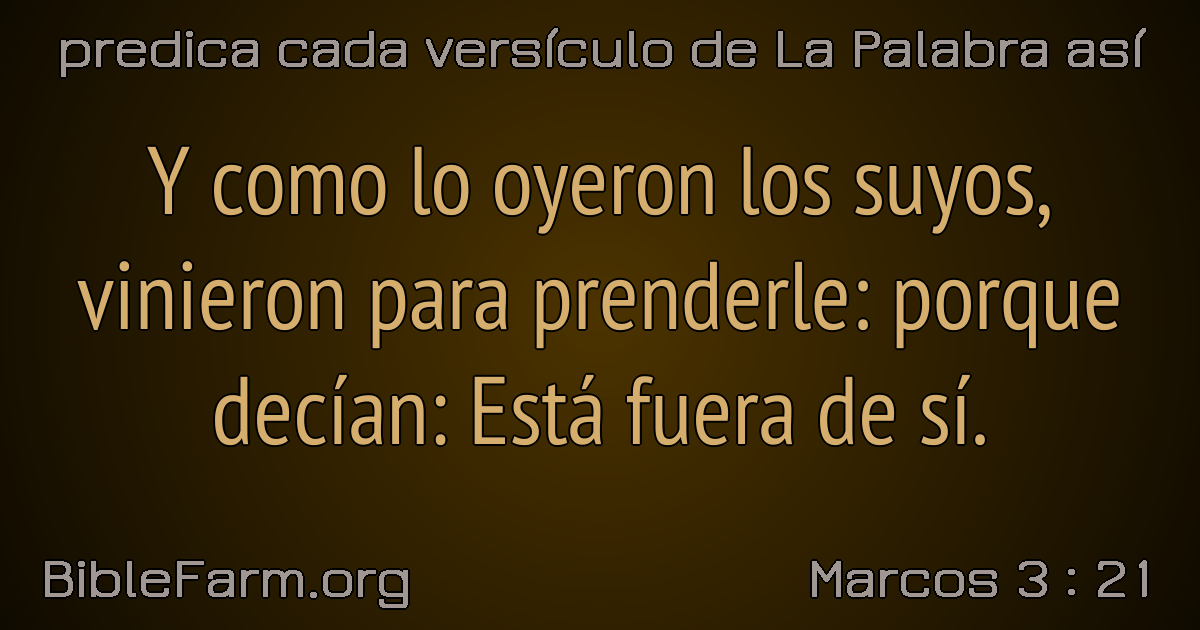 predica cada versículo de La Palabra así
Y como lo oyeron los suyos,
vinieron para prenderle: porque
decían: Está fuera de sí.
BibleFarm.org
Marcos 3 : 21